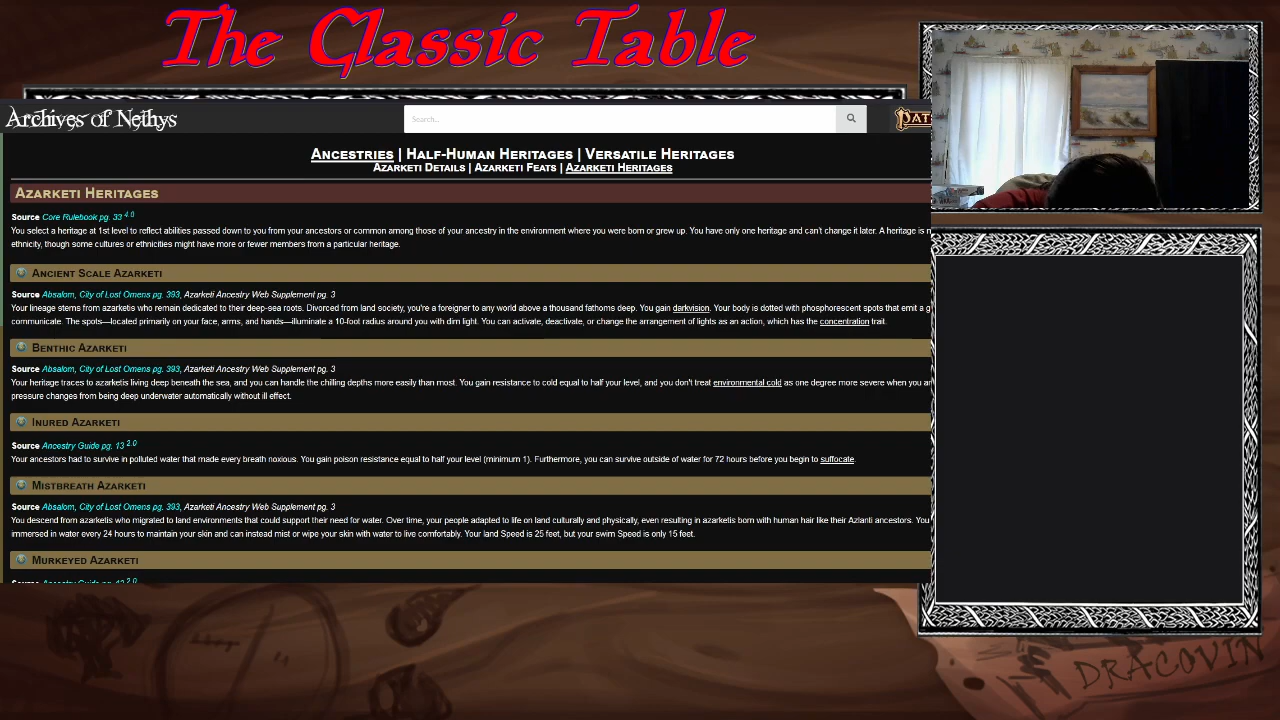 The Classic Table
Archives of Nethys
Search...
Ancestries | Half-Human Heritages | Versatile Heritages
Azarketi Details | Azarketi Feats | Azarketi Heritages
Azarketi Heritages
Source Core Rulebook pg. 33 4.0
You select a heritage at 1st level to reflect abilities passed down to you from your ancestors or common among those of your ancestry in the environment where you were born or grew up. You have only one heritage and can't change it later. A heritage is
ethnicity, though some cultures or ethnicities might have more or fewer members from a particular heritage.
Ancient Scale Azarketi
Source Absalom, City of Lost Omens pg. 393, Azarketi Ancestry Web Supplement pg. 3
Your lineage stems from azarketis who remain dedicated to their deep-sea roots. Divorced from land society, you're a foreigner to any world above a thousand fathoms deep. You gain darkvision. Your body is dotted with phosphorescent spots that emit a
communicate. The spots—located primarily on your face, arms, and hands—illuminate a 10-foot radius around you with dim light. You can activate, deactivate, or change the arrangement of lights as an action, which has the concentration trait.
Benthic Azarketi
Source Absalom, City of Lost Omens pg. 393, Azarketi Ancestry Web Supplement pg. 3
Your heritage traces to azarketis living deep beneath the sea, and you can handle the chilling depths more easily than most. You gain resistance to cold equal to half your level, and you don't treat environmental cold as one degree more severe when you
pressure changes from being deep underwater automatically without ill effect.
Inured Azarketi
Source Ancestry Guide pg. 13 2.0
Your ancestors had to survive in polluted water that made every breath noxious. You gain poison resistance equal to half your level (minimum 1). Furthermore, you can survive outside of water for 72 hours before you begin to suffocate.
Mistbreath Azarketi
Source Absalom, City of Lost Omens pg. 393, Azarketi Ancestry Web Supplement pg. 3
You descend from azarketis who migrated to land environments that could support their need for water. Over time, your people adapted to life on land culturally and physically, even resulting in azarketis born with human hair like their Azlanti ancestors. You
immersed in water every 24 hours to maintain your skin and can instead mist or wipe your skin with water to live comfortably. Your land Speed is 25 feet, but your swim Speed is only 15 feet.
Murkeyed Azarketi
DRACOVIN